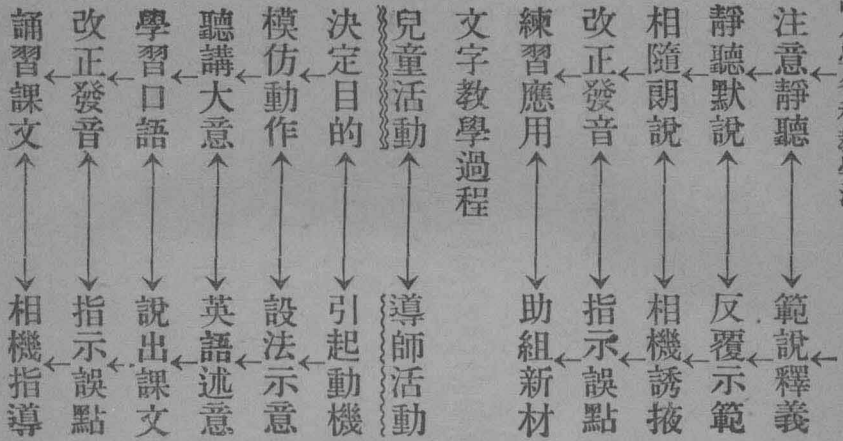 注意靜聽 ←→ 範說釋義
靜聽默說 ←→ 反覆示範
相隨朗說 ←→ 相機誘掖
改正發音 ←→ 指示誤點
練習應用 ←→ 助組新材
文字教學過程
兒童活動 ←→ 導師活動
決定目的 ←→ 引起動機
模仿動作 ←→ 設法示意
聽講大意 ←→ 英語述意
學習口語 ←→ 說出課文
改正發音 ←→ 指示誤點
誦習課文 ←→ 相機指導